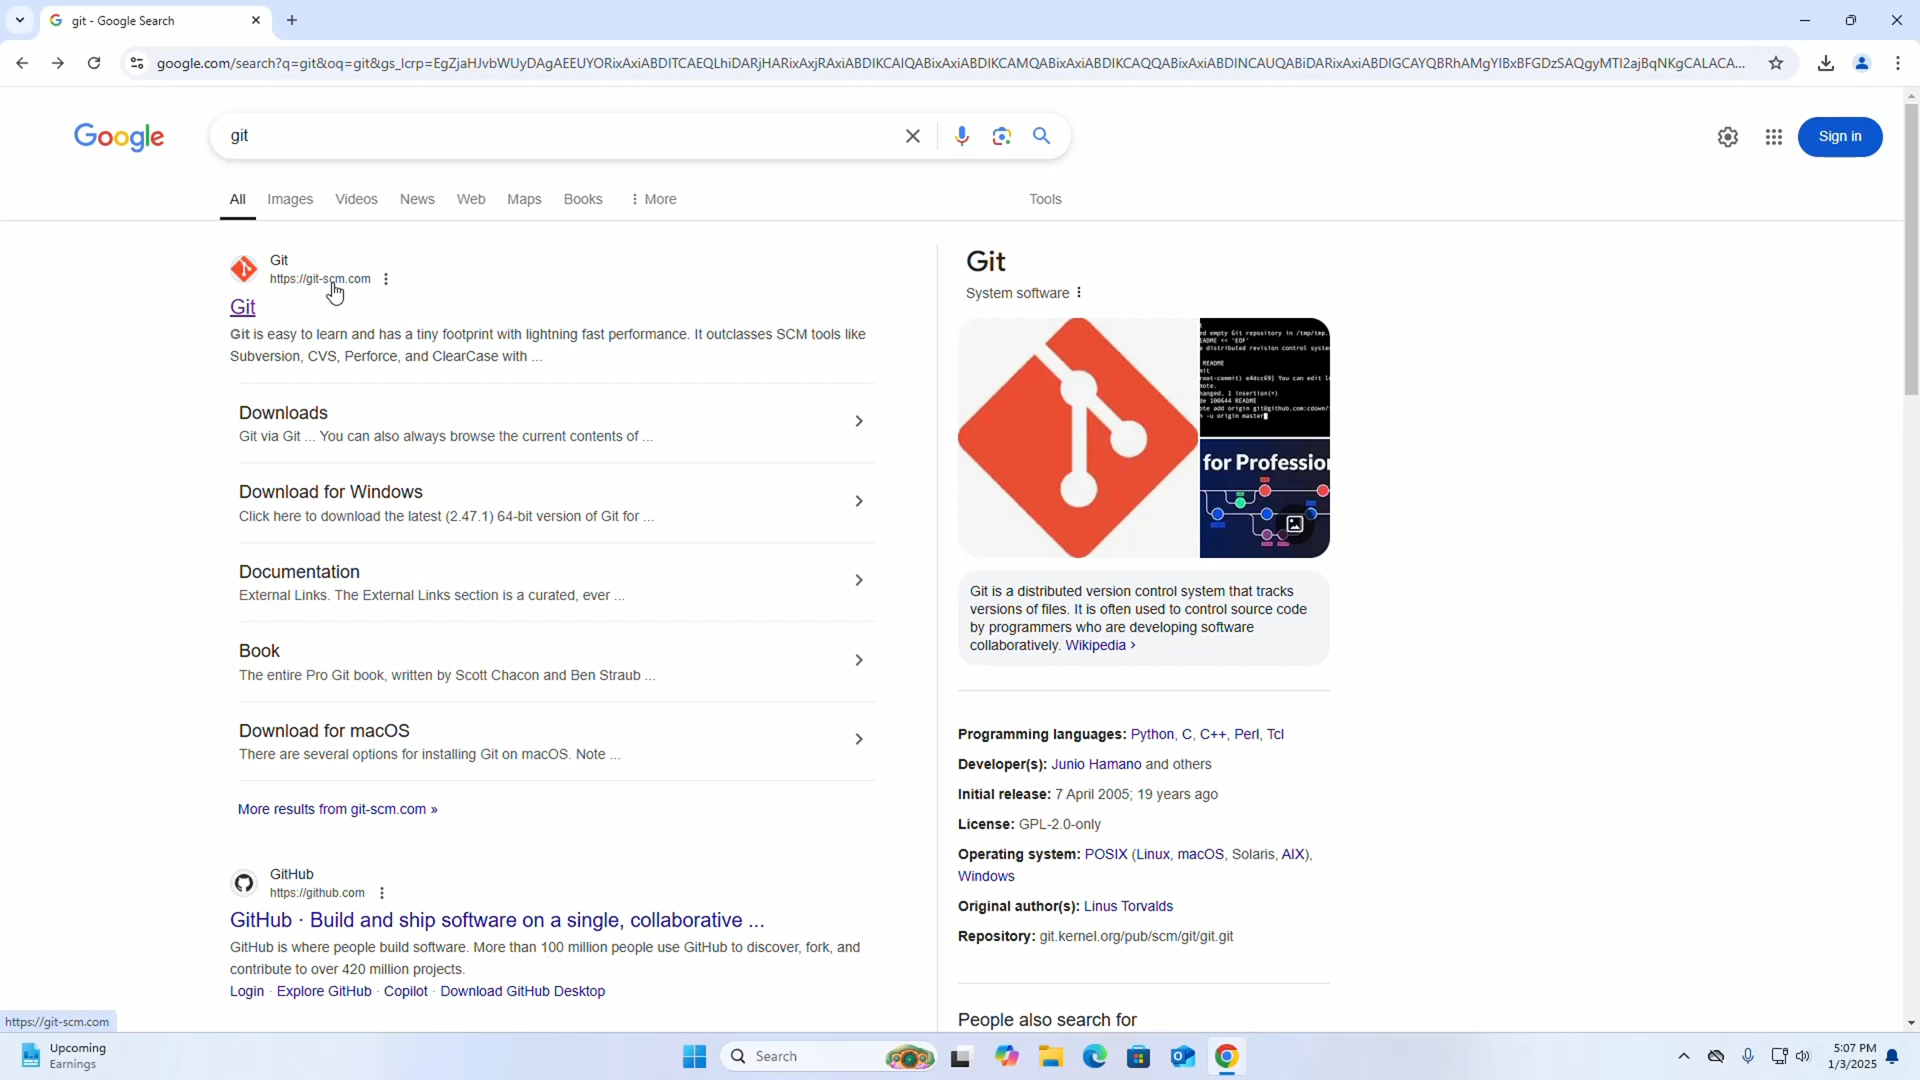 git - Google Search
google.com/search?q=git&oq=git&gs_lcrp=EgZjaHJvbWUyDAgAEEUYORixAxiABDITCAEQLhiDARjHARixAxjRAxiABDIKCAIQABixAxiABDIKCAMQABixAxiABDIKCAQQABixAxiABDINCAUQABiDARixAxiABDIGCAYQBRhAMgYIBxBFGDzSAQgyMTI2ajBqNKgCALACA...
Google
git
Sign in
All
Images
Videos
News
Web
Maps
Books
More
Tools
Git
https://git-scm.com
Git
Git is easy to learn and has a tiny footprint with lightning fast performance. It outclasses SCM tools like
Subversion, CVS, Perforce, and ClearCase with ...
Downloads
Git via Git ... You can also always browse the current contents of ...
Download for Windows
Click here to download the latest (2.47.1) 64-bit version of Git for ...
Documentation
External Links. The External Links section is a curated, ever ...
Book
The entire Pro Git book, written by Scott Chacon and Ben Straub ...
Download for macOS
There are several options for installing Git on macOS. Note ...
More results from git-scm.com »
GitHub
https://github.com
GitHub · Build and ship software on a single, collaborative ...
GitHub is where people build software. More than 100 million people use GitHub to discover, fork, and
contribute to over 420 million projects.
Login · Explore GitHub · Copilot · Download GitHub Desktop
Git
System software
for Profession
Git is a distributed version control system that tracks
versions of files. It is often used to control source code
by programmers who are developing software
collaboratively. Wikipedia ›
Programming languages: Python, C, C++, Perl, Tcl
Developer(s): Junio Hamano and others
Initial release: 7 April 2005; 19 years ago
License: GPL-2.0-only
Operating system: POSIX (Linux, macOS, Solaris, AIX),
Windows
Original author(s): Linus Torvalds
Repository: git.kernel.org/pub/scm/git/git.git
People also search for
https://git-scm.com
Upcoming
Earnings
Search
5:07 PM
1/3/2025